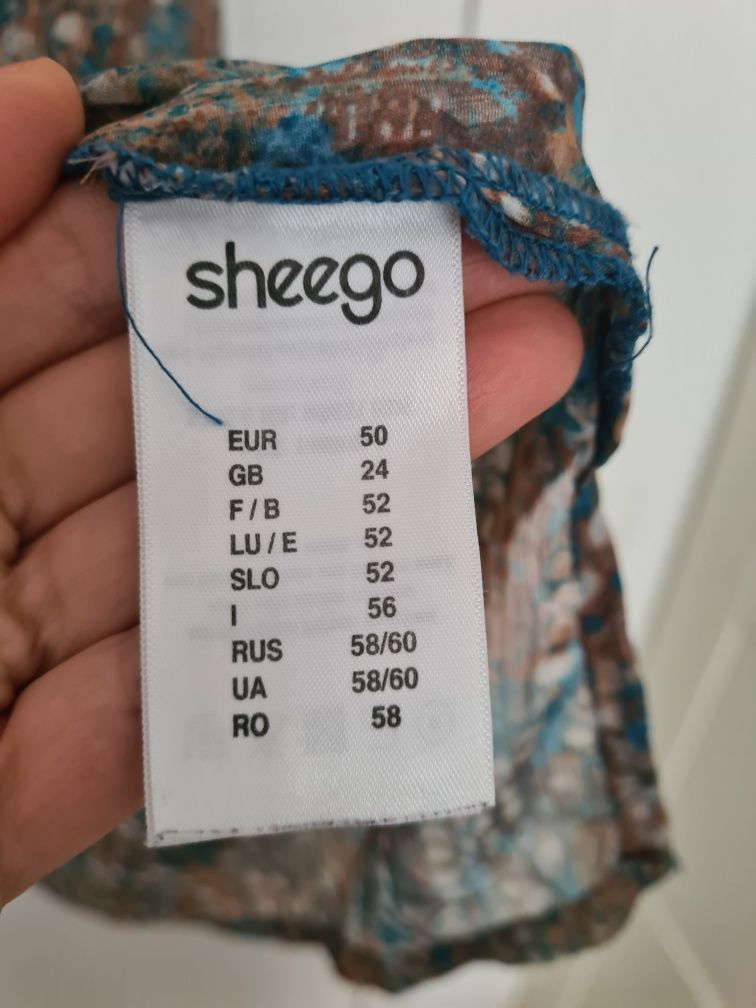 sheego
EUR 50
GB 24
F / B 52
LU / E 52
SLO 52
I 56
RUS 58/60
UA 58/60
RO 58